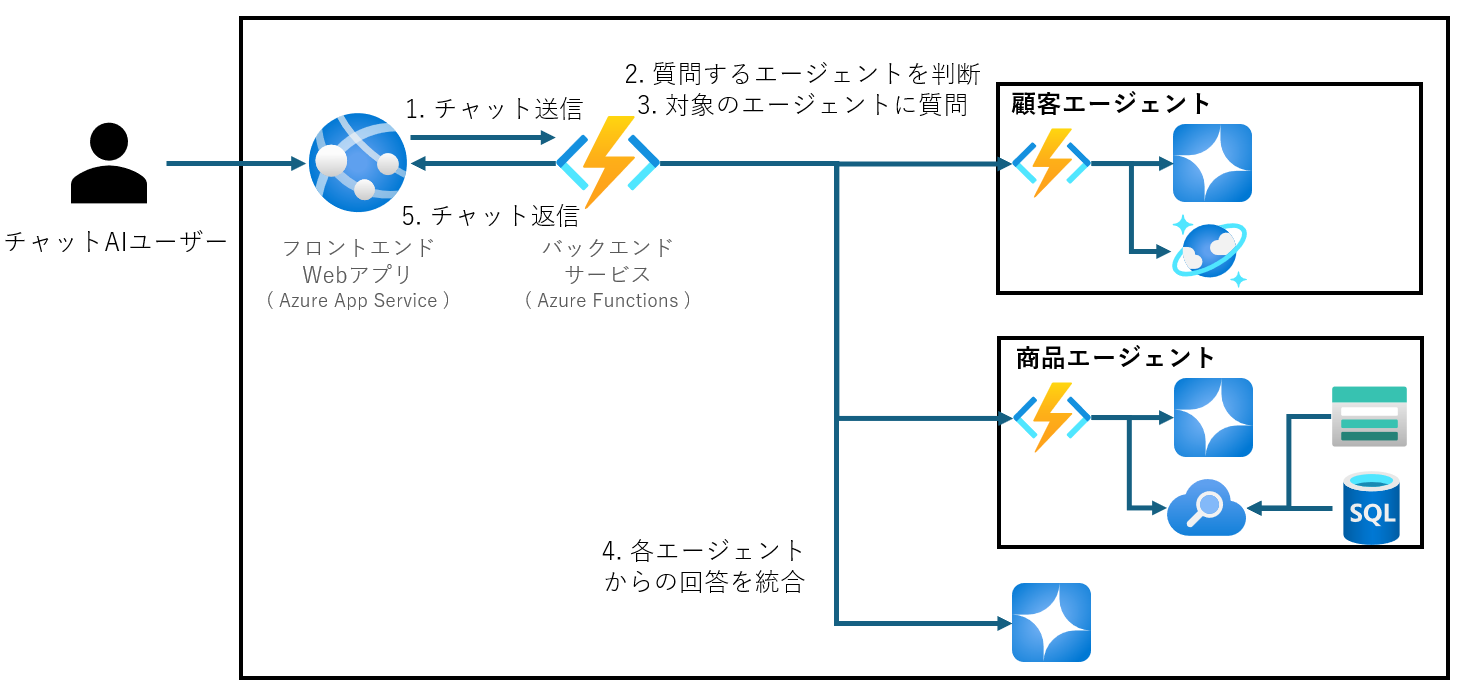 チャットAIユーザー
1. チャット送信
5. チャット返信
フロントエンド
Webアプリ
( Azure App Service )
バックエンド
サービス
( Azure Functions )
2. 質問するエージェントを判断
3. 対象のエージェントに質問
顧客エージェント
商品エージェント
SQL
4. 各エージェント
からの回答を統合